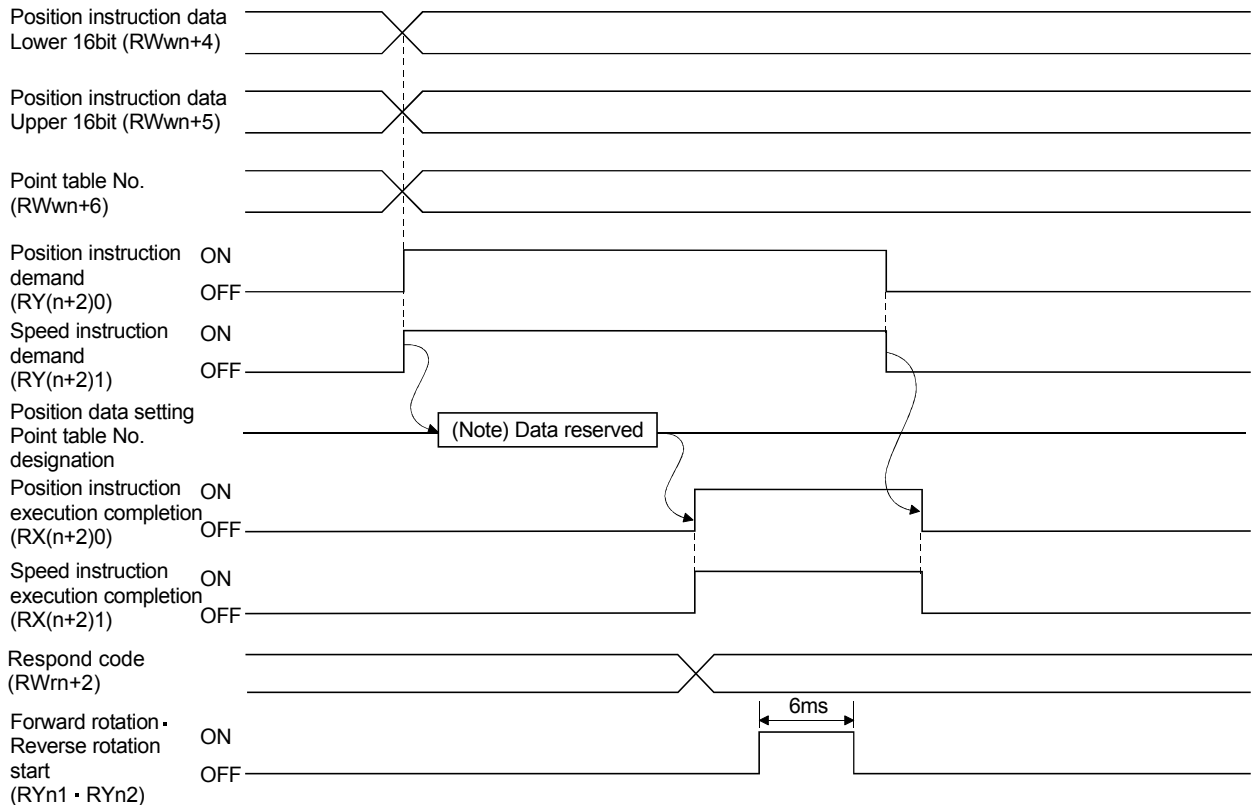 Position instruction data
Lower 16bit (RWwn+4)
Position instruction data
Upper 16bit (RWwn+5)
Point table No.
(RWwn+6)
Position instruction
demand
(RY(n+2)0)
ON
OFF
Speed instruction
demand
(RY(n+2)1)
ON
OFF
Position data setting
Point table No.
designation
(Note) Data reserved
Position instruction
execution completion
(RX(n+2)0)
ON
OFF
Speed instruction
execution completion
(RX(n+2)1)
ON
OFF
Respond code
(RWrn+2)
6ms
Forward rotation·
Reverse rotation
start
(RYn1·RYn2)
ON
OFF